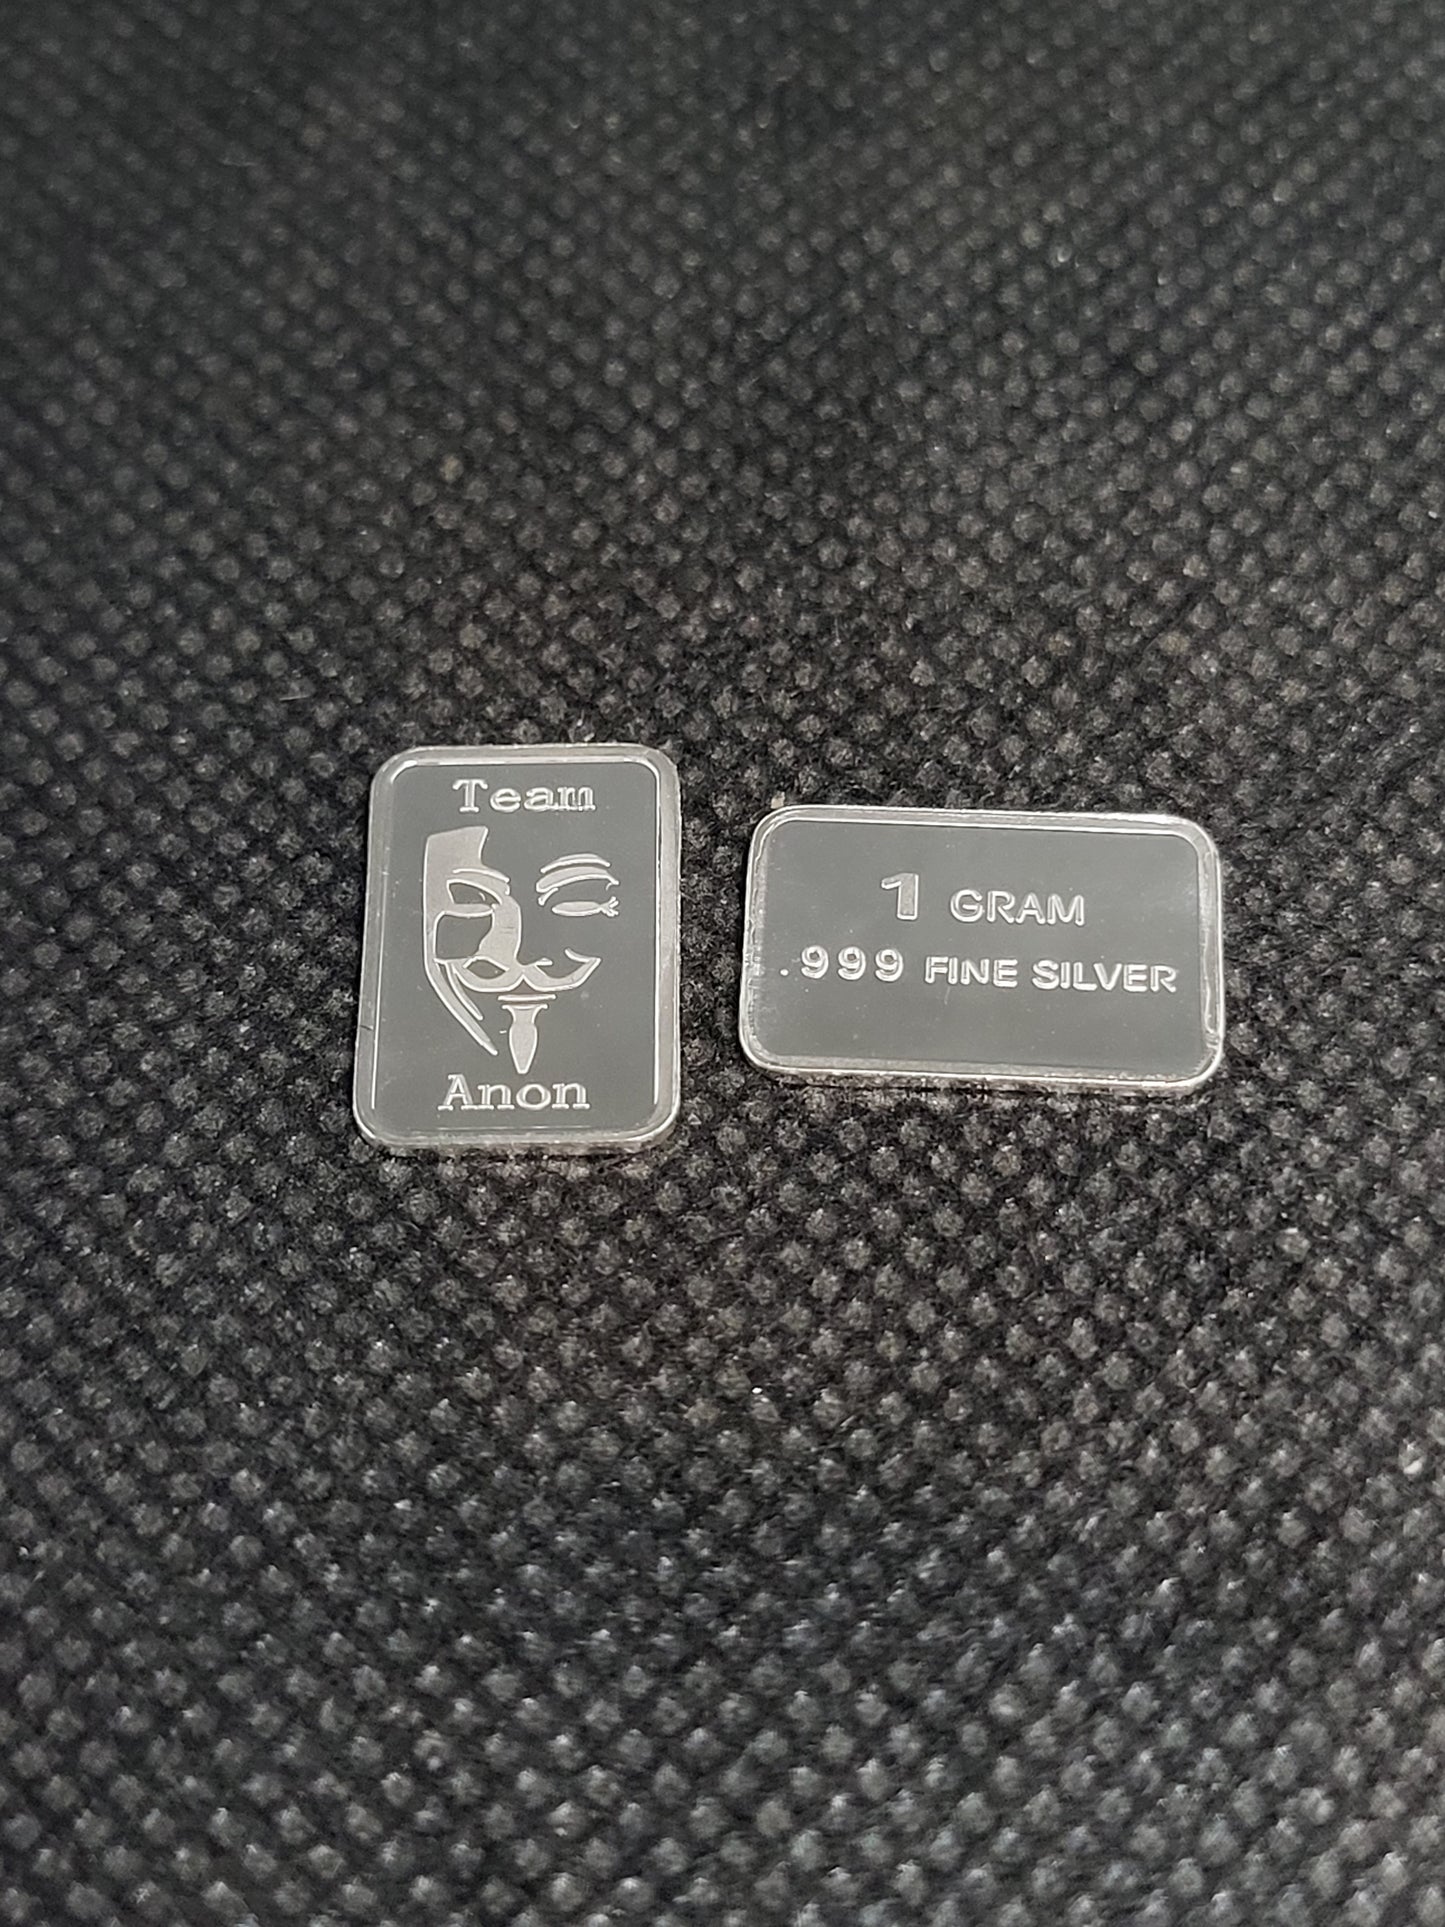 Team
Anon
1 GRAM
.999 FINE SILVER